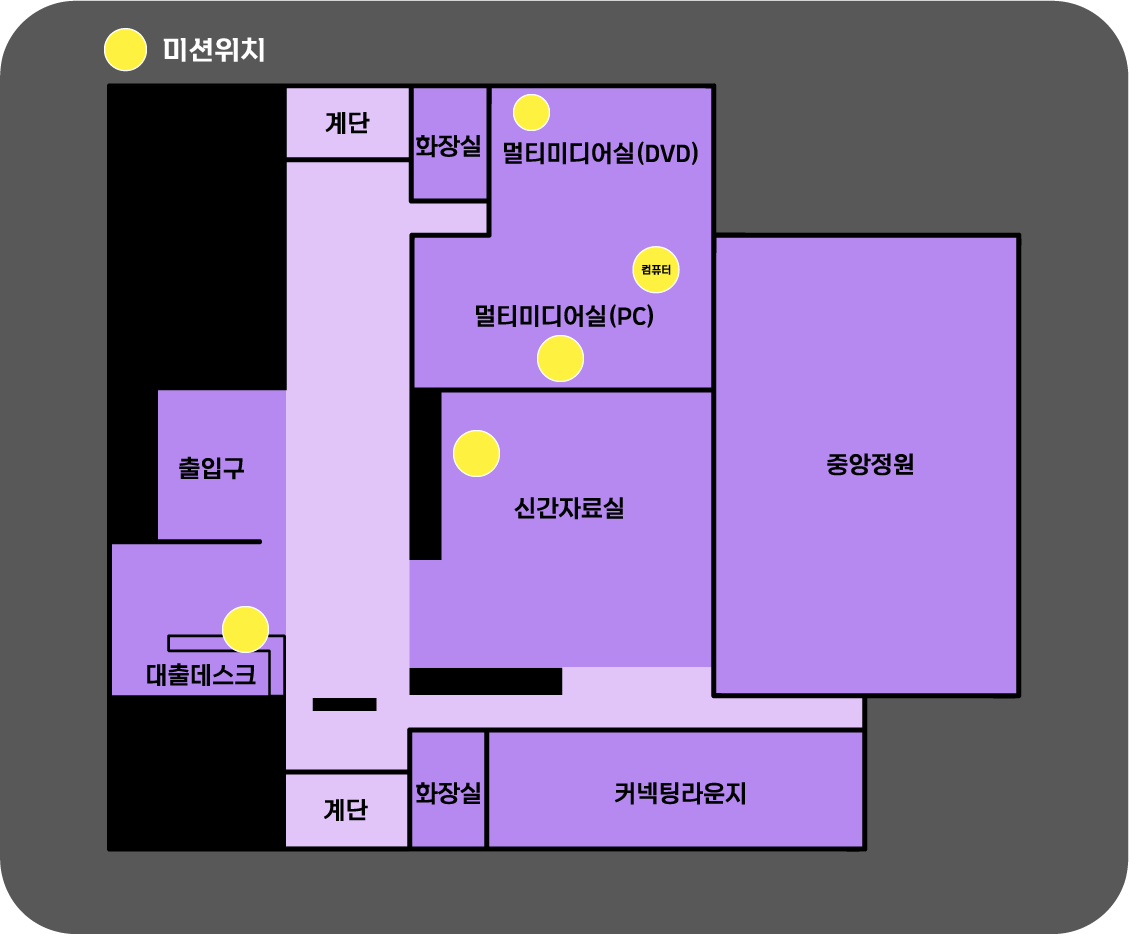 미션위치
계단
화장실
멀티미디어실(DVD)
컴퓨터
멀티미디어실(PC)
출입구
신간자료실
중앙정원
대출데스크
계단
화장실
커넥팅라운지